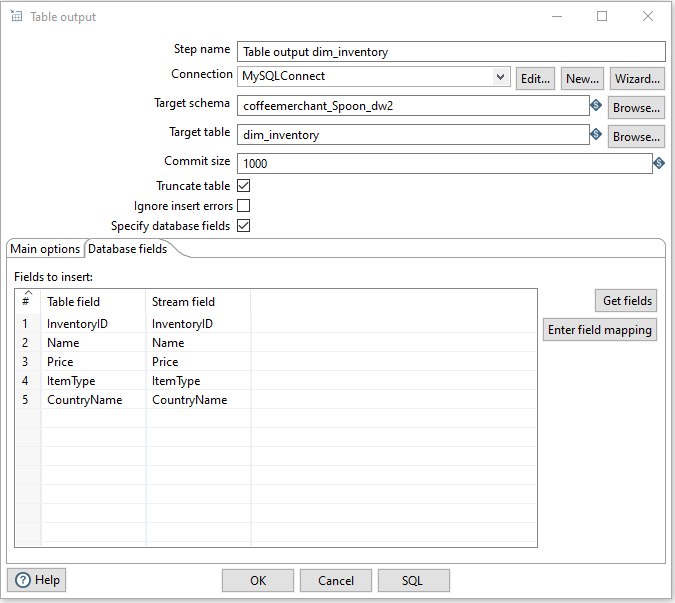 Table output
Step name Table output dim_inventory
Connection MySQLConnect Edit... New... Wizard...
Target schema coffeemerchant_Spoon_dw2 Browse...
Target table dim_inventory Browse...
Commit size 1000
Truncate table
Ignore insert errors
Specify database fields
Main options Database fields
Fields to insert:
# Table field Stream field Get fields
1 InventoryID InventoryID Enter field mapping
2 Name Name
3 Price Price
4 ItemType ItemType
5 CountryName CountryName
Help OK Cancel SQL